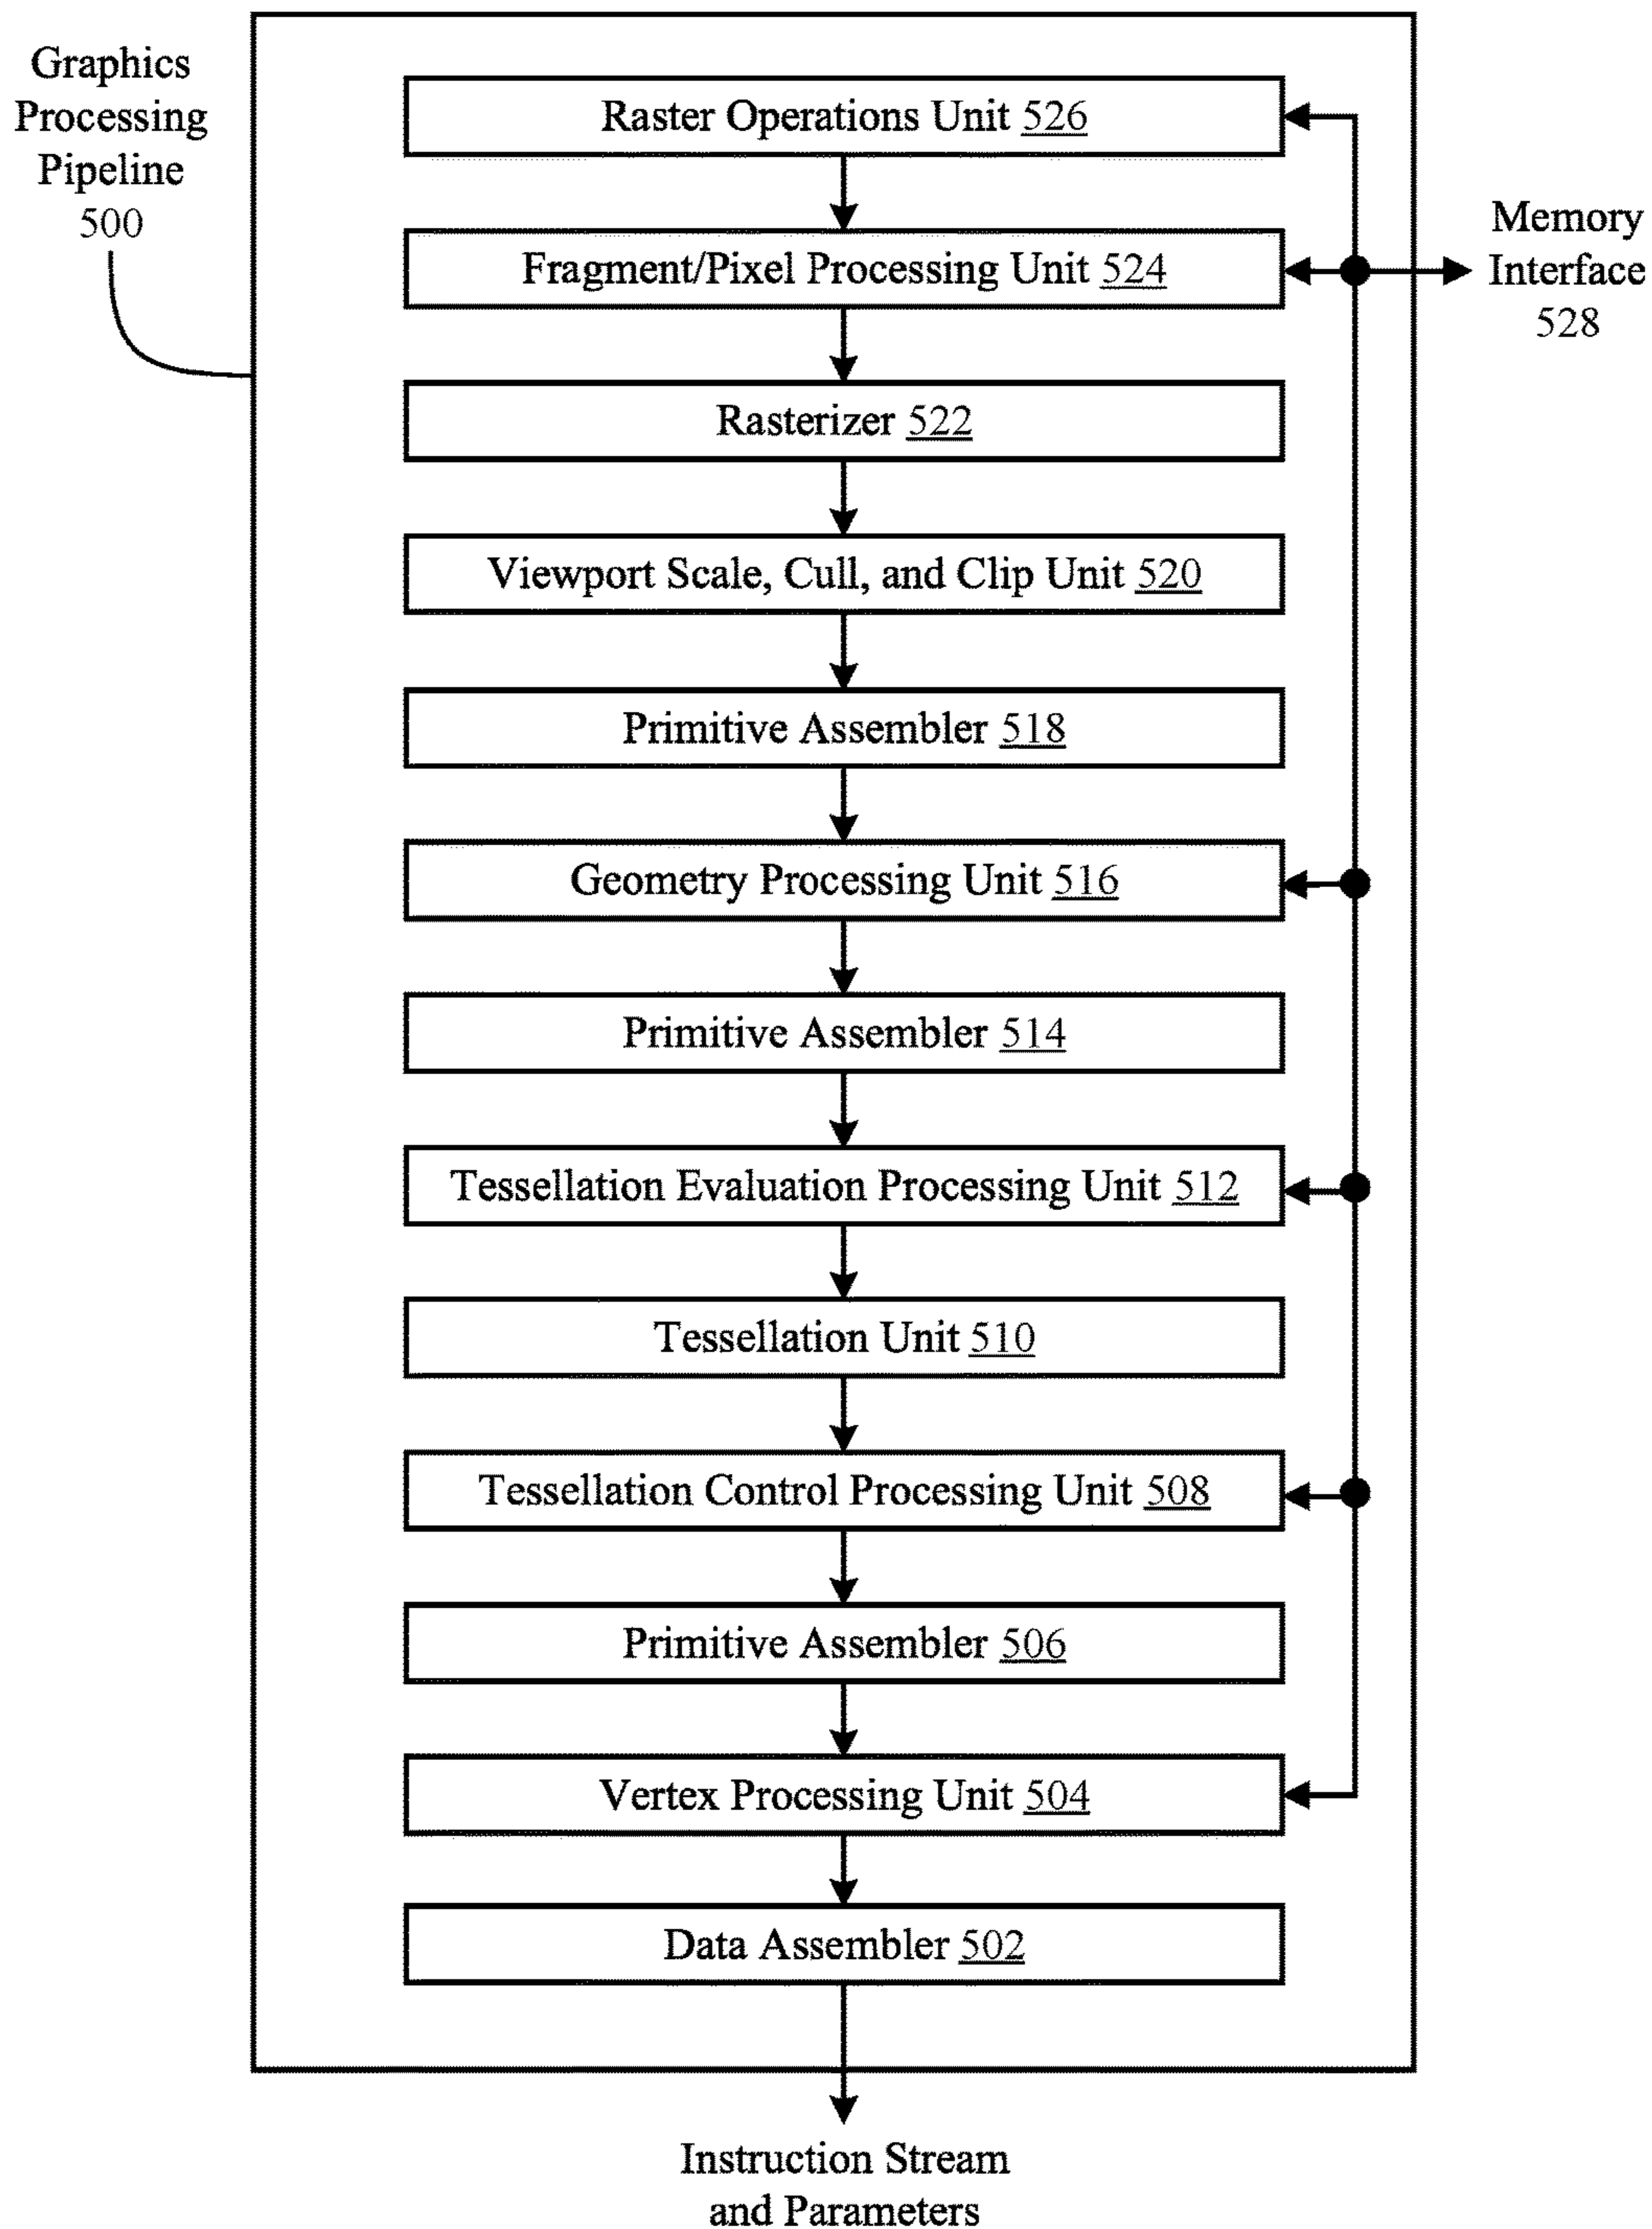 Graphics
Processing
Pipeline
500
Raster Operations Unit 526
Fragment/Pixel Processing Unit 524
Memory
Interface
528
Rasterizer 522
Viewport Scale, Cull, and Clip Unit 520
Primitive Assembler 518
Geometry Processing Unit 516
Primitive Assembler 514
Tessellation Evaluation Processing Unit 512
Tessellation Unit 510
Tessellation Control Processing Unit 508
Primitive Assembler 506
Vertex Processing Unit 504
Data Assembler 502
Instruction Stream
and Parameters